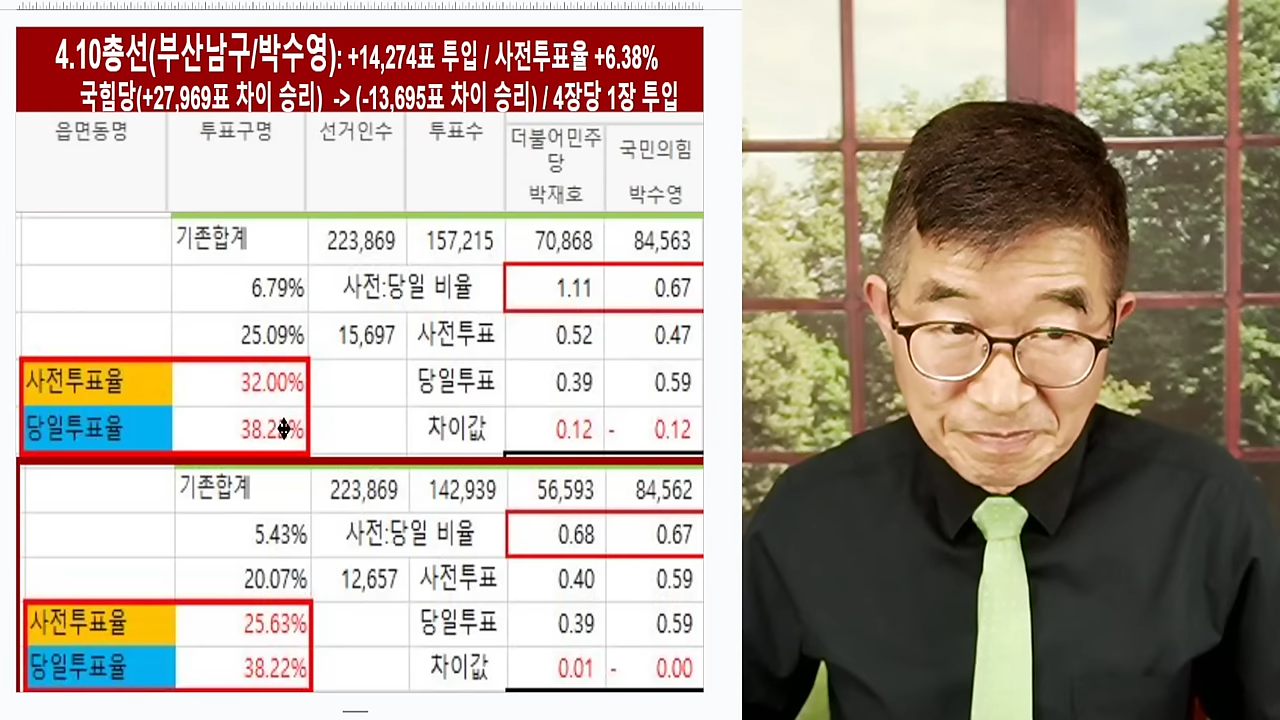 4.10총선(부산남구/박수영): +14,274표 투입 / 사전투표율 +6.38%
국힘당(+27,969표 차이 승리) -> (-13,695표 차이 승리) / 4장당 1장 투입
읍면동명 투표구명 선거인수 투표수 더불어민주당 박재호 국민의힘 박수영
기존합계 223,869 157,215 70,868 84,563
6.79% 사전:당일 비율 1.11 0.67
25.09% 15,697 사전투표 0.52 0.47
사전투표율 32.00% 당일투표 0.39 0.59
당일투표율 차이값 0.12 - 0.12
기존합계 223,869 142,939 56,593 84,562
5.43% 사전:당일 비율 0.68 0.67
20.07% 12,657 사전투표 0.40 0.59
사전투표율 25.63% 당일투표 0.39 0.59
당일투표율 38.22% 차이값 0.01 - 0.00